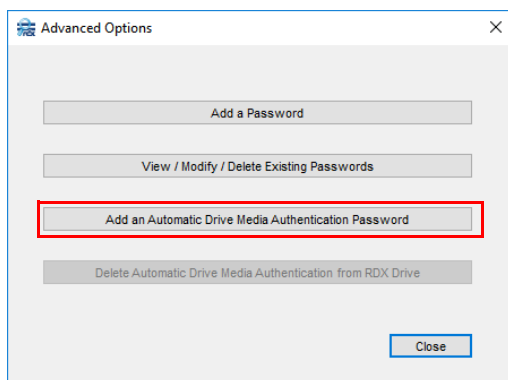 Advanced Options
Add a Password
View / Modify / Delete Existing Passwords
Add an Automatic Drive Media Authentication Password
Delete Automatic Drive Media Authentication from RDX Drive
Close